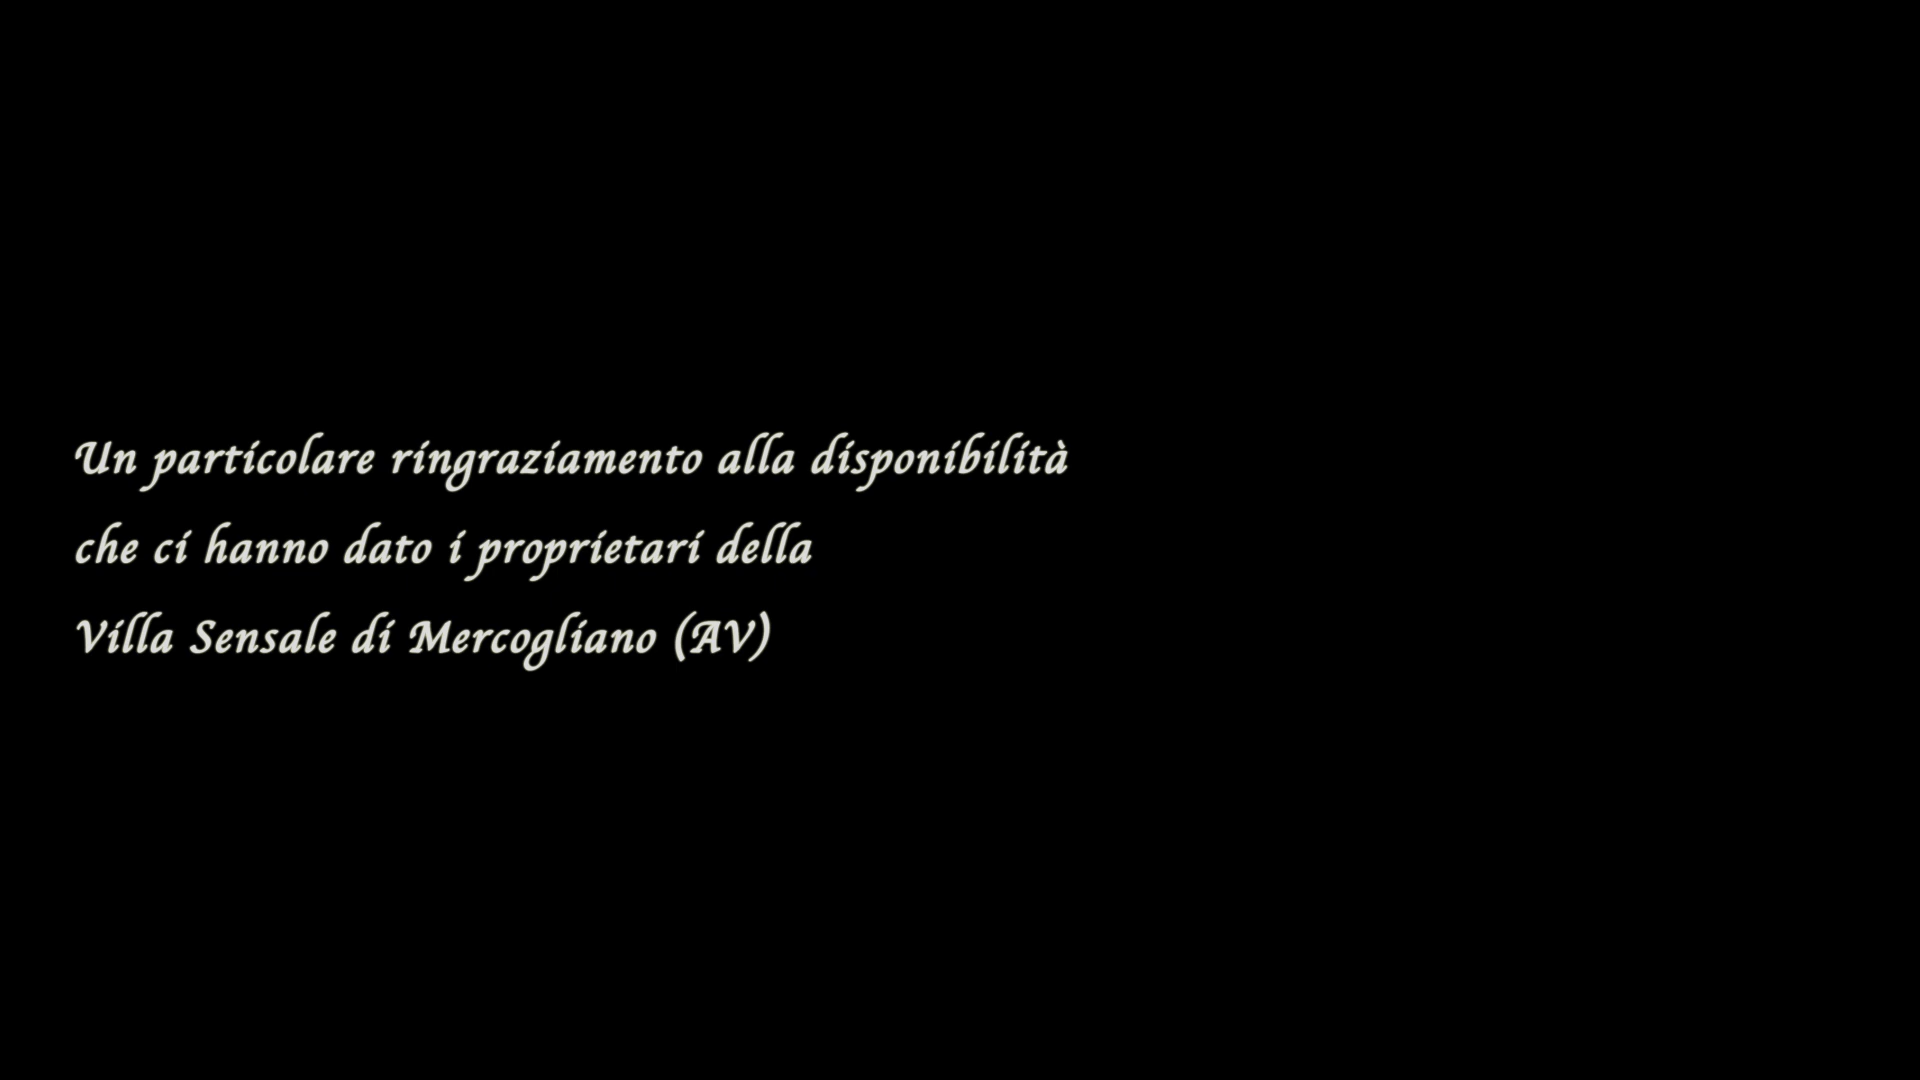 Un particolare ringraziamento alla disponibilità
che ci hanno dato i proprietari della
Villa Sensale di Mercogliano (AV)